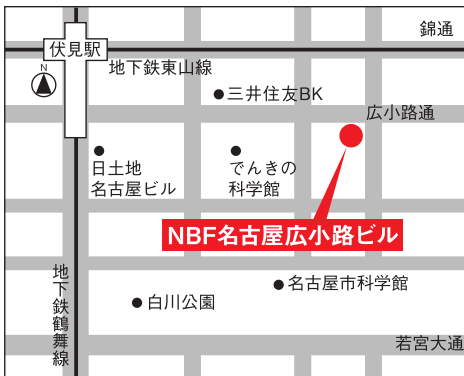 錦通
伏見駅
地下鉄東山線
N
三井住友BK
広小路通
日土地
名古屋ビル
でんきの
科学館
NBF名古屋広小路ビル
地下鉄鶴舞線
名古屋市科学館
白川公園
若宮大通